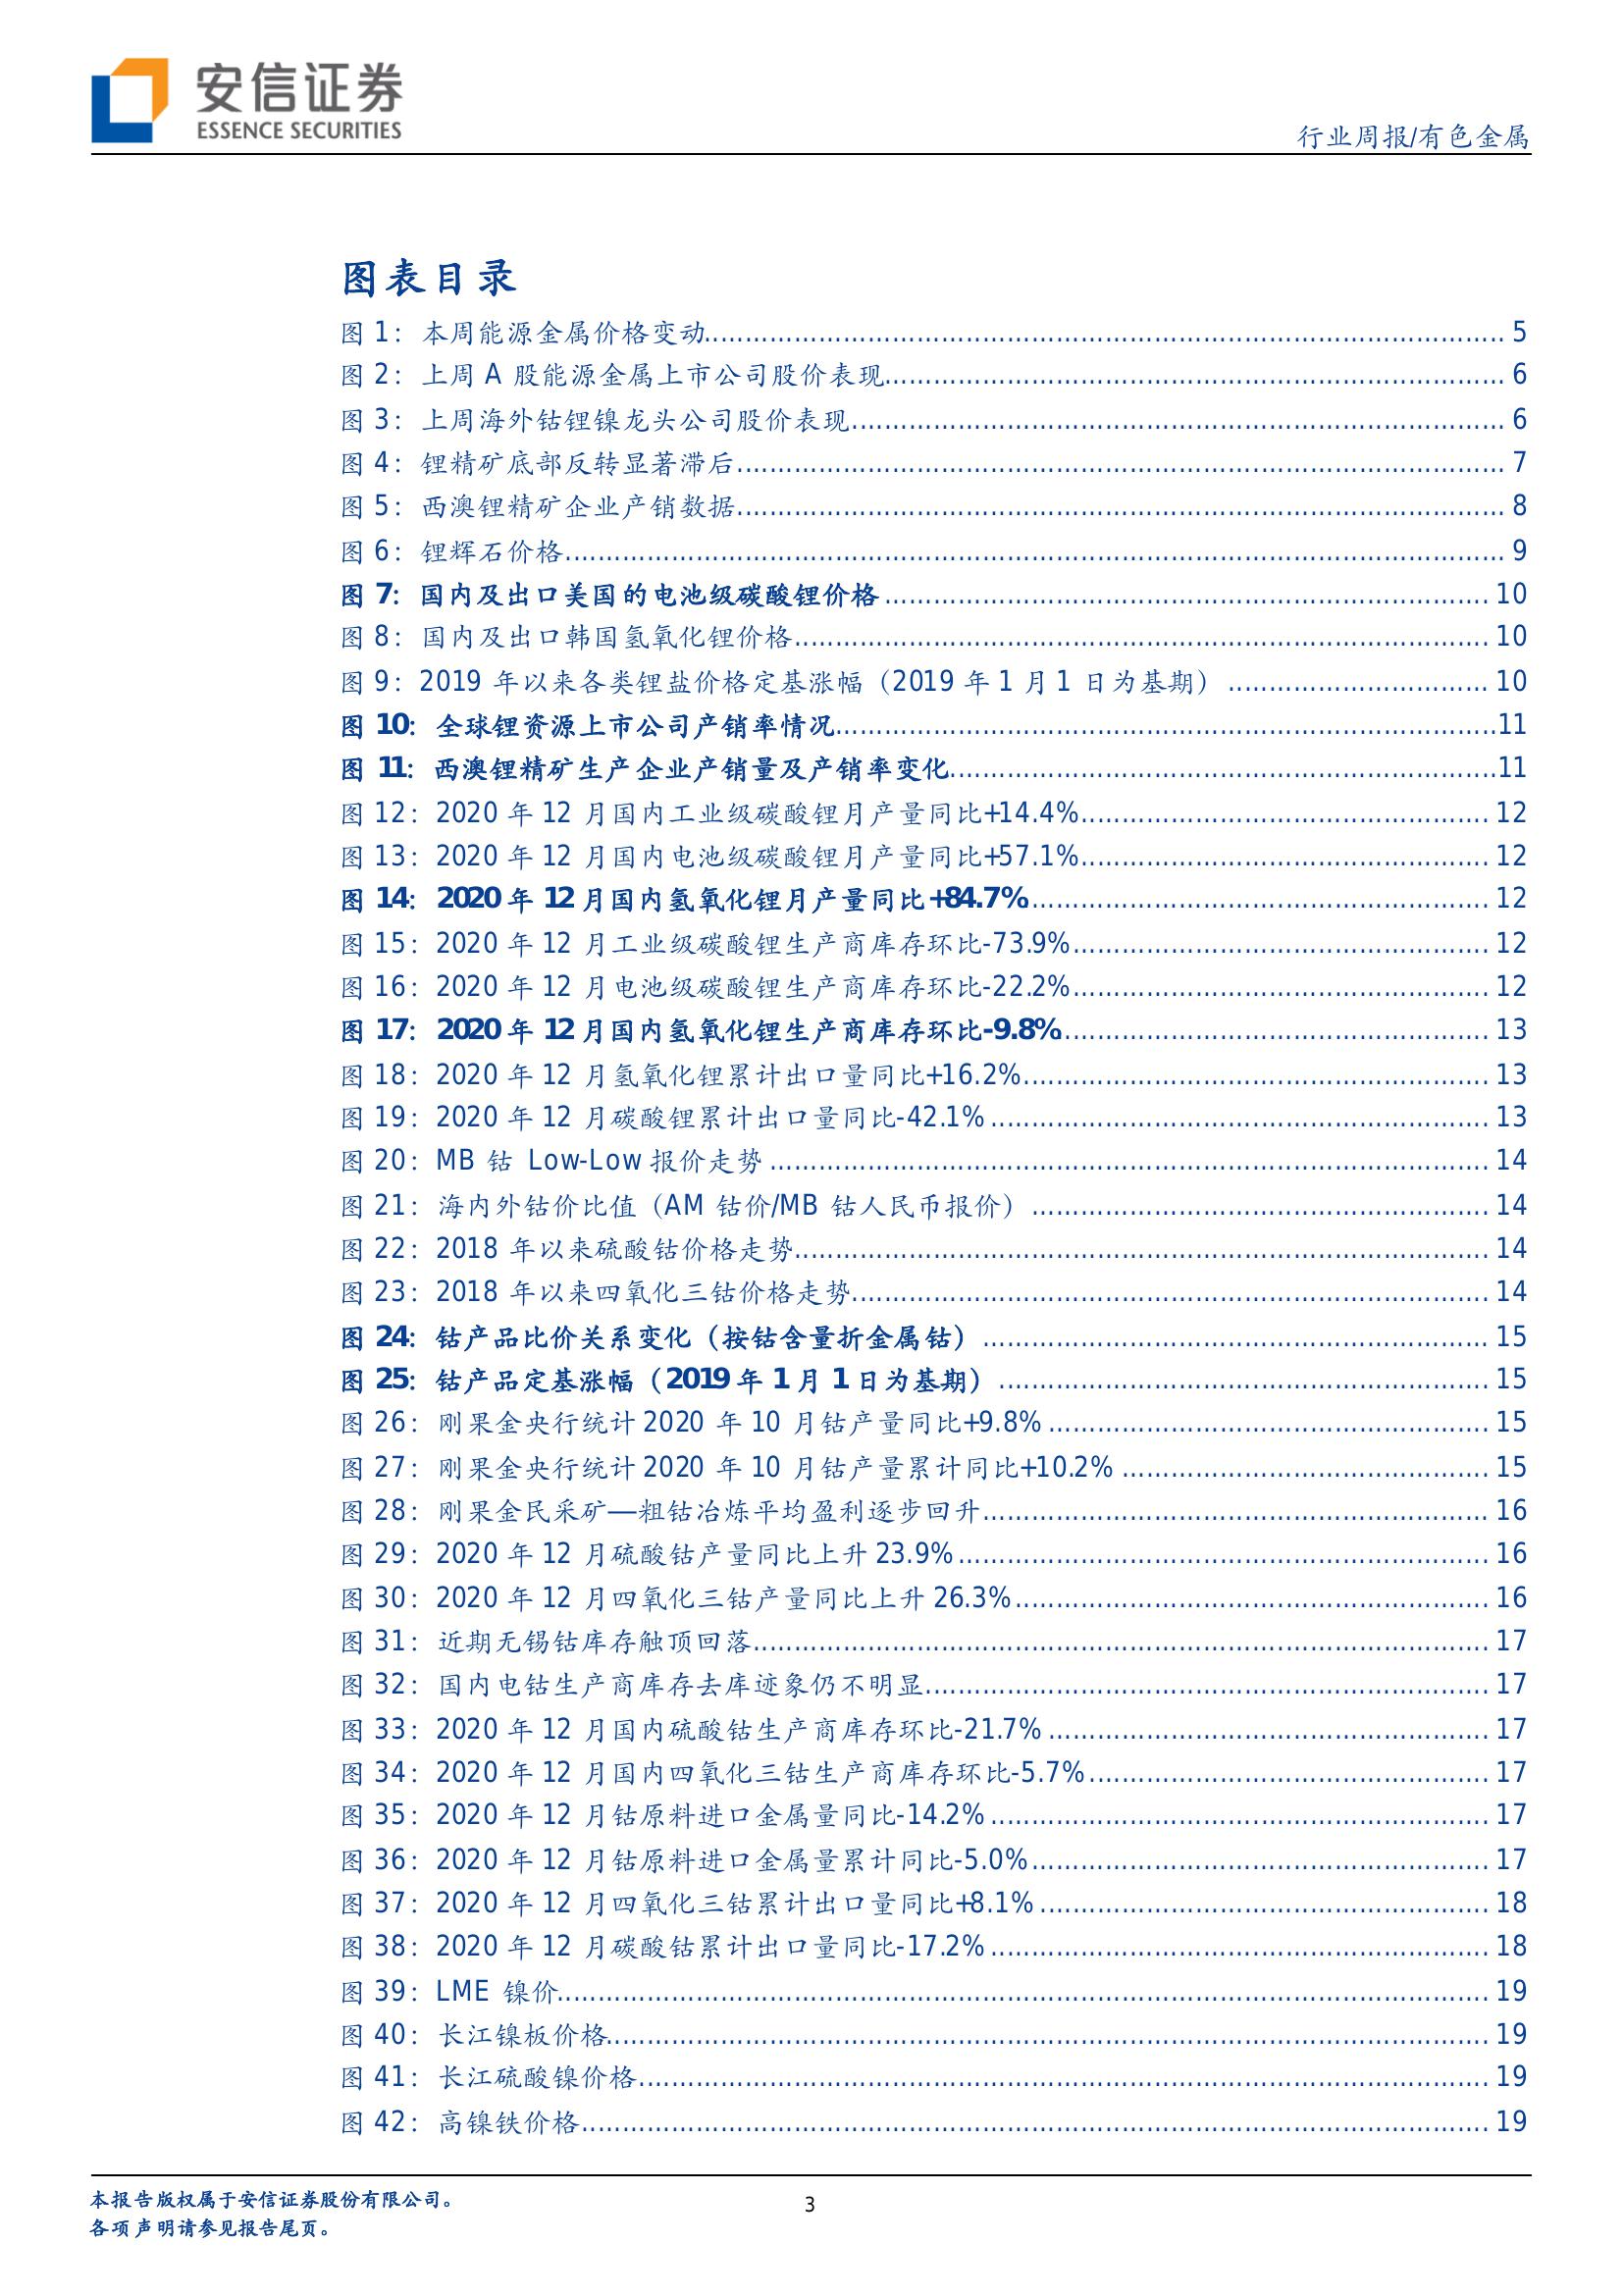 安信证券
ESSENCE SECURITIES
行业周报/有色金属
图表目录
图 1：本周能源金属价格变动 5
图 2：上周 A 股能源金属上市公司股价表现 6
图 3：上周海外钴锂镍龙头公司股价表现 6
图 4：锂精矿底部反转显著滞后 7
图 5：西澳锂精矿企业产销数据 8
图 6：锂辉石价格 9
图 7：国内及出口美国的电池级碳酸锂价格 10
图 8：国内及出口韩国氢氧化锂价格 10
图 9：2019 年以来各类锂盐价格定基涨幅（2019 年 1 月 1 日为基期） 10
图 10：全球锂资源上市公司产销率情况 11
图 11：西澳锂精矿生产企业产销量及产销率变化 11
图 12：2020 年 12 月国内工业级碳酸锂月产量同比+14.4% 12
图 13：2020 年 12 月国内电池级碳酸锂月产量同比+57.1% 12
图 14：2020 年 12 月国内氢氧化锂月产量同比+84.7% 12
图 15：2020 年 12 月工业级碳酸锂生产商库存环比-73.9% 12
图 16：2020 年 12 月电池级碳酸锂生产商库存环比-22.2% 12
图 17：2020 年 12 月国内氢氧化锂生产商库存环比-9.8% 13
图 18：2020 年 12 月氢氧化锂累计出口量同比+16.2% 13
图 19：2020 年 12 月碳酸锂累计出口量同比-42.1% 13
图 20：MB 钴 Low-Low 报价走势 14
图 21：海内外钴价比值（AM 钴价/MB 钴人民币报价） 14
图 22：2018 年以来硫酸钴价格走势 14
图 23：2018 年以来四氧化三钴价格走势 14
图 24：钴产品比价关系变化（按钴含量折金属钴） 15
图 25：钴产品定基涨幅（2019 年 1 月 1 日为基期） 15
图 26：刚果金央行统计 2020 年 10 月钴产量同比+9.8% 15
图 27：刚果金央行统计 2020 年 10 月钴产量累计同比+10.2% 15
图 28：刚果金民采矿—粗钴冶炼平均盈利逐步回升 16
图 29：2020 年 12 月硫酸钴产量同比上升 23.9% 16
图 30：2020 年 12 月四氧化三钴产量同比上升 26.3% 16
图 31：近期无锡钴库存触顶回落 17
图 32：国内电钴生产商库存去库迹象仍不明显 17
图 33：2020 年 12 月国内硫酸钴生产商库存环比-21.7% 17
图 34：2020 年 12 月国内四氧化三钴生产商库存环比-5.7% 17
图 35：2020 年 12 月钴原料进口金属量同比-14.2% 17
图 36：2020 年 12 月钴原料进口金属量累计同比-5.0% 17
图 37：2020 年 12 月四氧化三钴累计出口量同比+8.1% 18
图 38：2020 年 12 月碳酸钴累计出口量同比-17.2% 18
图 39：LME 镍价 19
图 40：长江镍板价格 19
图 41：长江硫酸镍价格 19
图 42：高镍铁价格 19
本报告版权属于安信证券股份有限公司。
3
各项声明请参见报告尾页。